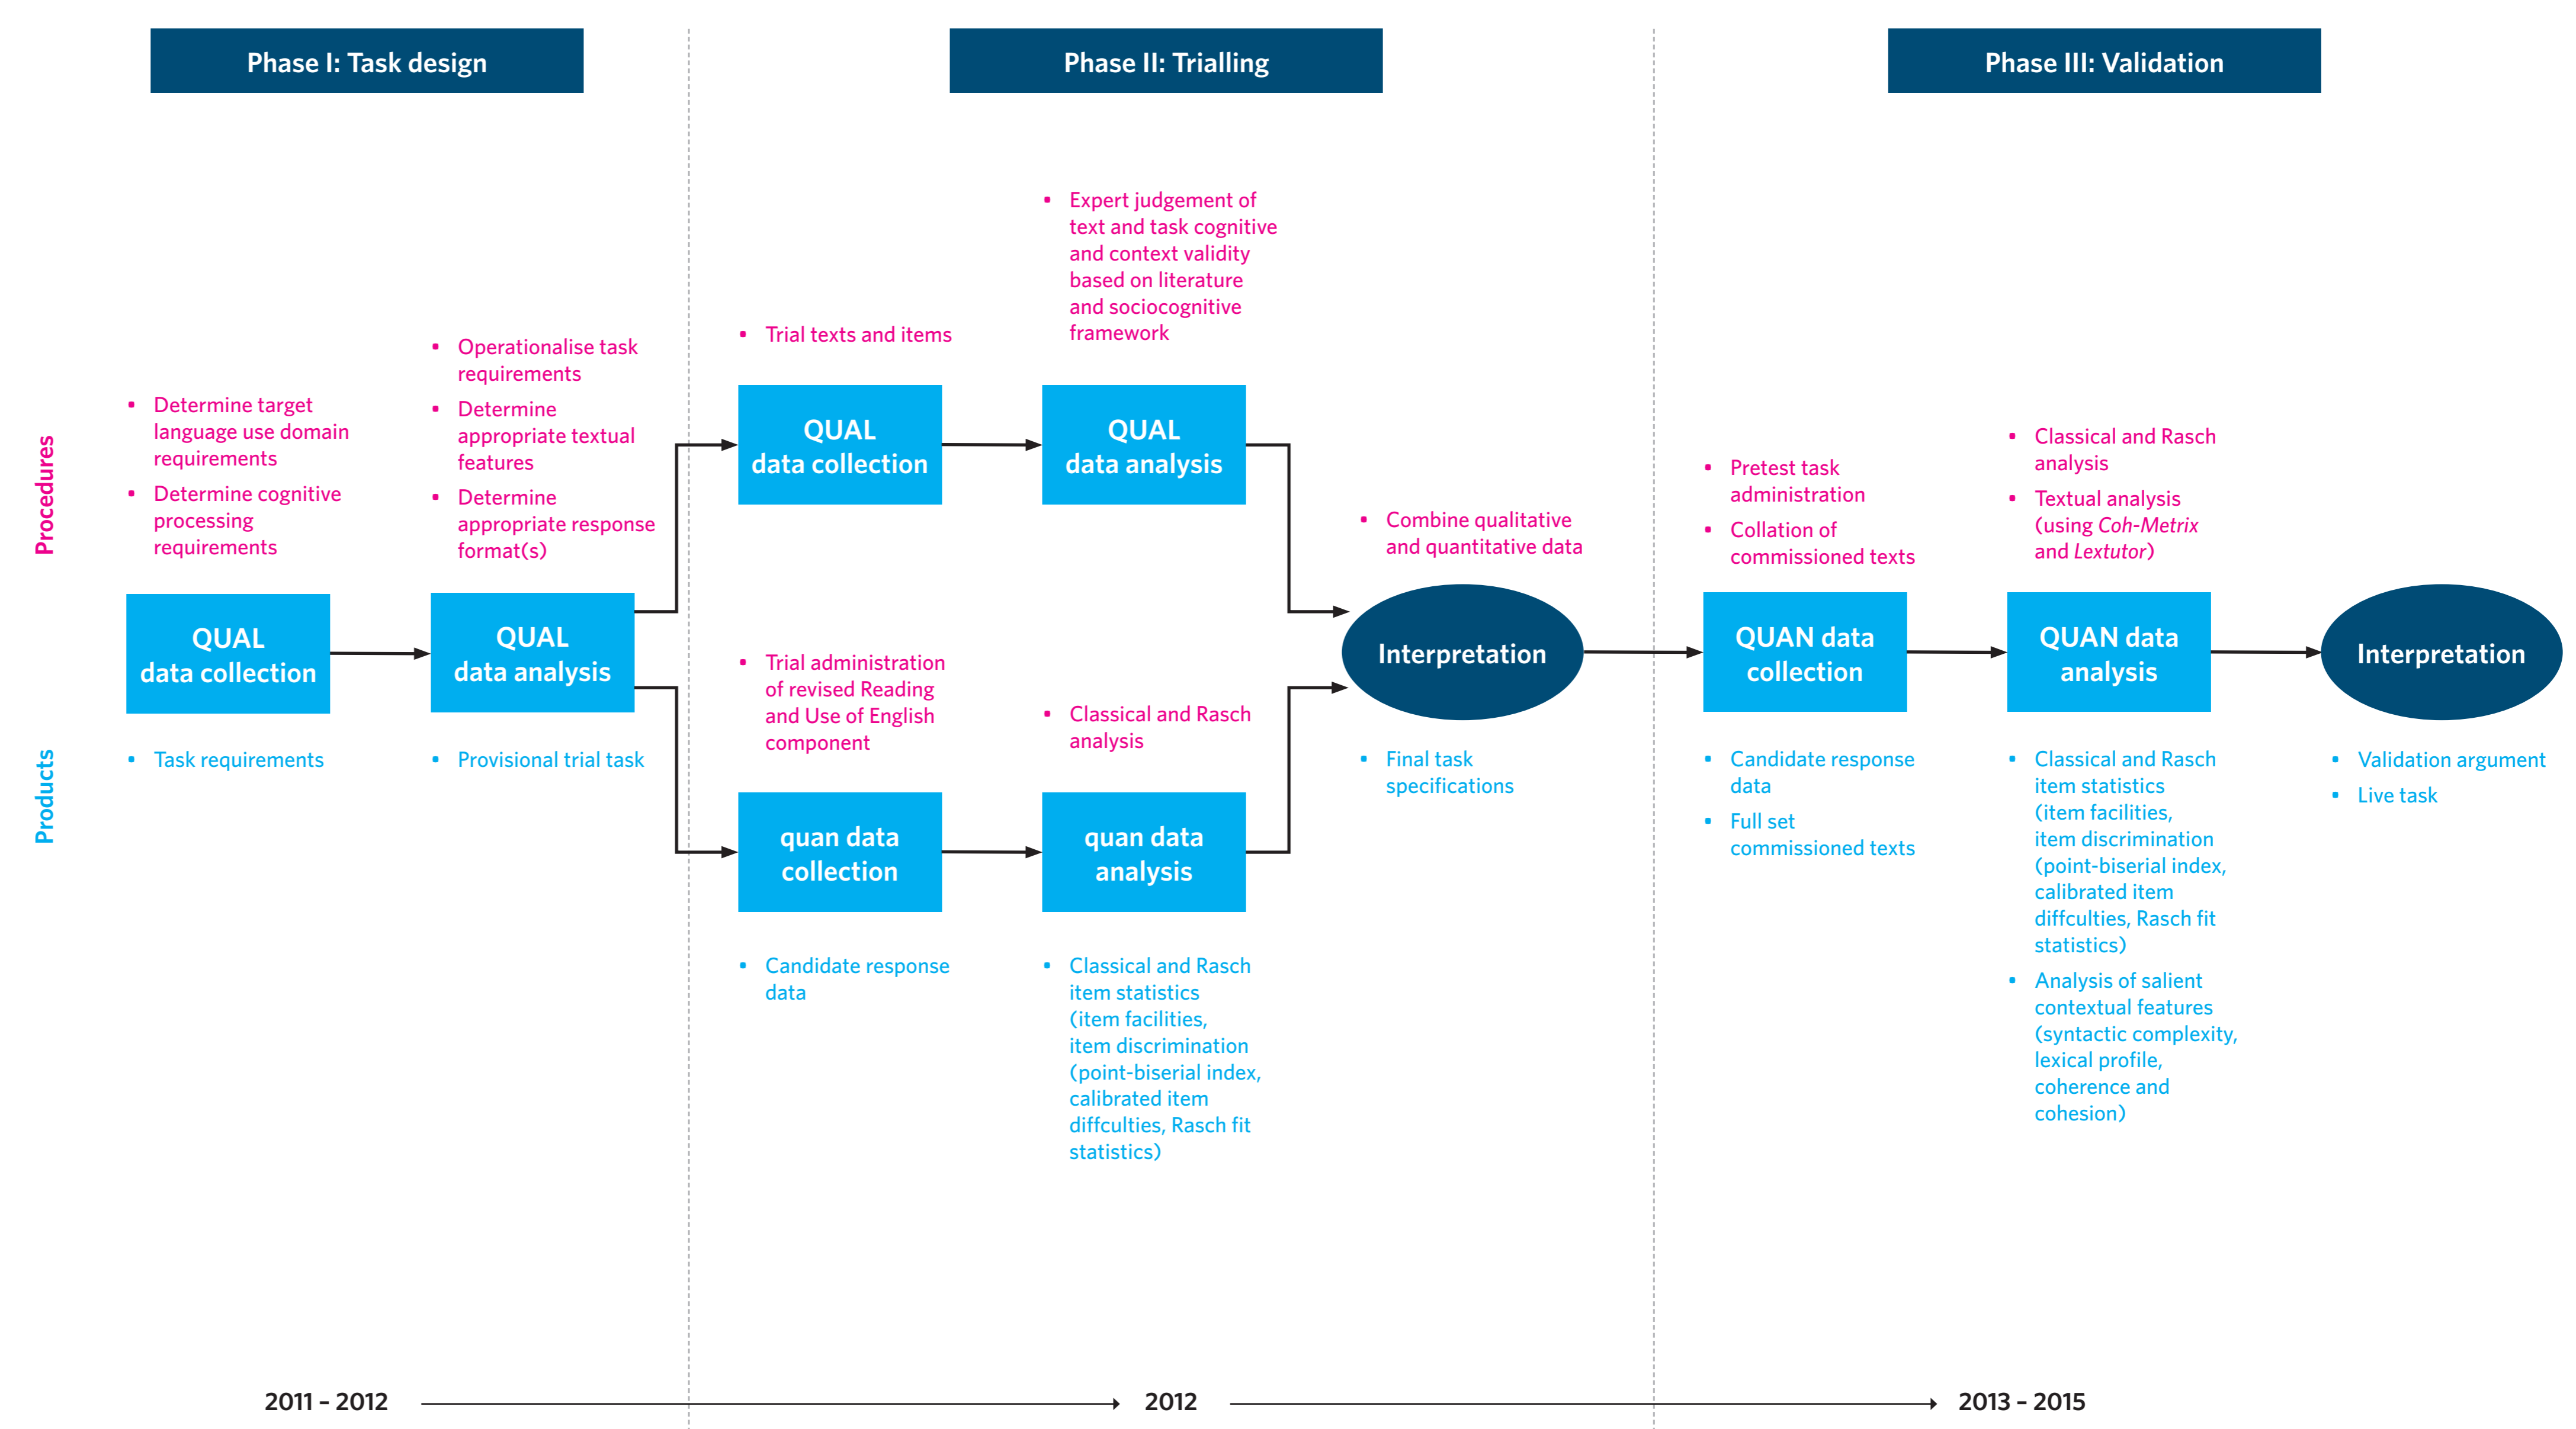 Phase I: Task design
Phase II: Trialling
Phase III: Validation
Procedures
Products
▪ Determine target
language use domain
requirements
▪ Determine cognitive
processing
requirements
QUAL
data collection
▪ Task requirements
▪ Operationalise task
requirements
▪ Determine
appropriate textual
features
▪ Determine
appropriate response
format(s)
QUAL
data analysis
▪ Provisional trial task
▪ Trial texts and items
QUAL
data collection
▪ Expert judgement of
text and task cognitive
and context validity
based on literature
and sociocognitive
framework
QUAL
data analysis
▪ Trial administration
of revised Reading
and Use of English
component
quan data
collection
▪ Candidate response
data
▪ Classical and Rasch
analysis
quan data
analysis
▪ Classical and Rasch
item statistics
(item facilities,
item discrimination
(point-biserial index,
calibrated item
diffculties, Rasch fit
statistics)
▪ Combine qualitative
and quantitative data
Interpretation
▪ Final task
specifications
▪ Pretest task
administration
▪ Collation of
commissioned texts
QUAN data
collection
▪ Candidate response
data
▪ Full set
commissioned texts
▪ Classical and Rasch
analysis
▪ Textual analysis
(using Coh-Metrix
and Lextutor)
QUAN data
analysis
▪ Classical and Rasch
item statistics
(item facilities,
item discrimination
(point-biserial index,
calibrated item
diffculties, Rasch fit
statistics)
▪ Analysis of salient
contextual features
(syntactic complexity,
lexical profile,
coherence and
cohesion)
Interpretation
▪ Validation argument
▪ Live task
2011 – 2012
2012
2013 – 2015